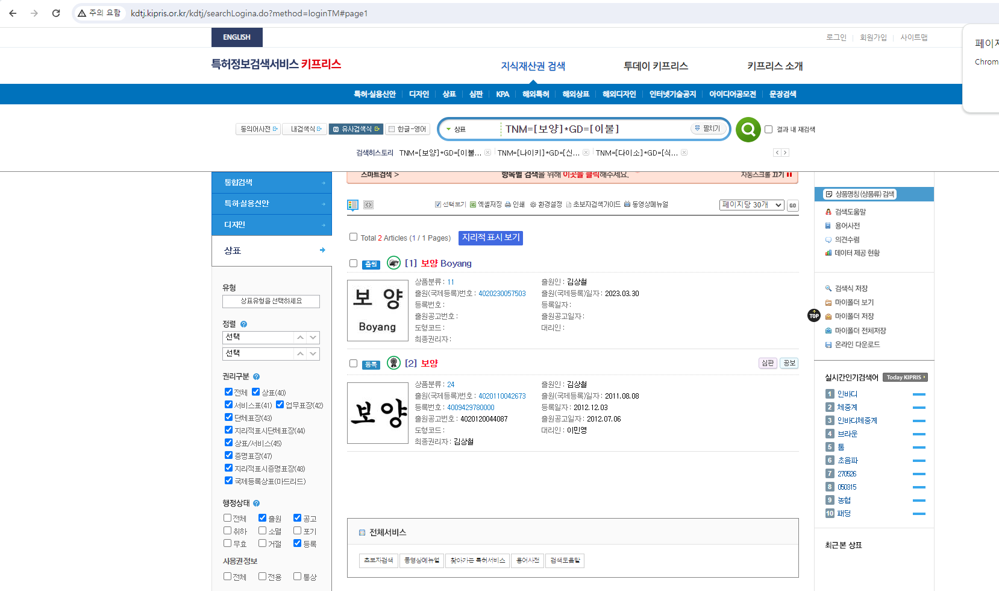 주의 요함 kdtj.kipris.or.kr/kdtj/searchLogina.do?method=loginTM#page1
ENGLISH
로그인 회원가입 사이트맵
특허정보검색서비스 키프리스
지식재산권 검색 투데이 키프리스 키프리스 소개
특허·실용신안 디자인 상표 심판 KPA 해외특허 해외상표 해외디자인 인터넷기술공지 아이디어공모전 문장검색
동의어사전 내검색식 N 유사검색식 한글-영어 상표 TNM=[보양]*GD=[이불] 펼치기 결과 내 재검색
검색히스토리 TNM=[보양]*GD=[이불... TNM=[나이키]*GD=[신... TNM=[다이소]*GD=[식...
페이지
Chrom
통합검색
특허·실용신안
디자인
상표
유형
상표유형을 선택하세요
정렬
선택
선택
권리구분
전체 상표(40)
서비스표(41) 업무표장(42)
단체표장(43)
지리적표시단체표장(44)
상표/서비스(45)
증명표장(47)
지리적표시증명표장(48)
국제등록상표(마드리드)
행정상태
전체 출원 공고
취하 소멸 포기
무효 거절 등록
사용권정보
전체 전용 통상
스마트검색 > 항목별 검색을 위해 이곳을 클릭해주세요. 자동스크롤 끄기
선택보기 엑셀저장 인쇄 환경설정 초보자검색가이드 동영상메뉴얼 페이지당 30개 GO
Total 2 Articles (1 / 1 Pages) 지리적 표시 보기
출원 [1] 보양 Boyang
보 양
Boyang
상품분류 : 11 출원인 : 김상철
출원(국제등록)번호 : 4020230057503 출원(국제등록)일자 : 2023.03.30
등록번호 : 등록일자 :
출원공고번호 : 출원공고일자 :
도형코드 : 대리인 :
최종권리자 :
등록 [2] 보양 심판 공보
보양
상품분류 : 24 출원인 : 김상철
출원(국제등록)번호 : 4020110042673 출원(국제등록)일자 : 2011.08.08
등록번호 : 4009429780000 등록일자 : 2012.12.03
출원공고번호 : 4020120044087 출원공고일자 : 2012.07.06
도형코드 : 대리인 : 이민영
최종권리자 : 김상철
전체서비스
초보자검색 동영상메뉴얼 찾아가는 특허서비스 용어사전 검색도움말
상품명칭(상품류) 검색
검색도움말
용어사전
의견수렴
데이터 제공 현황
검색식 저장
마이폴더 보기
TOP
마이폴더 저장
마이폴더 전체저장
온라인 다운로드
실시간인기검색어 Today KIPRIS
1 인바디
2 체중계
3 인바디체중계
4 브라운
5 톰
6 초음파
7 270526
8 050315
9 농협
10 패딩
최근본 상표